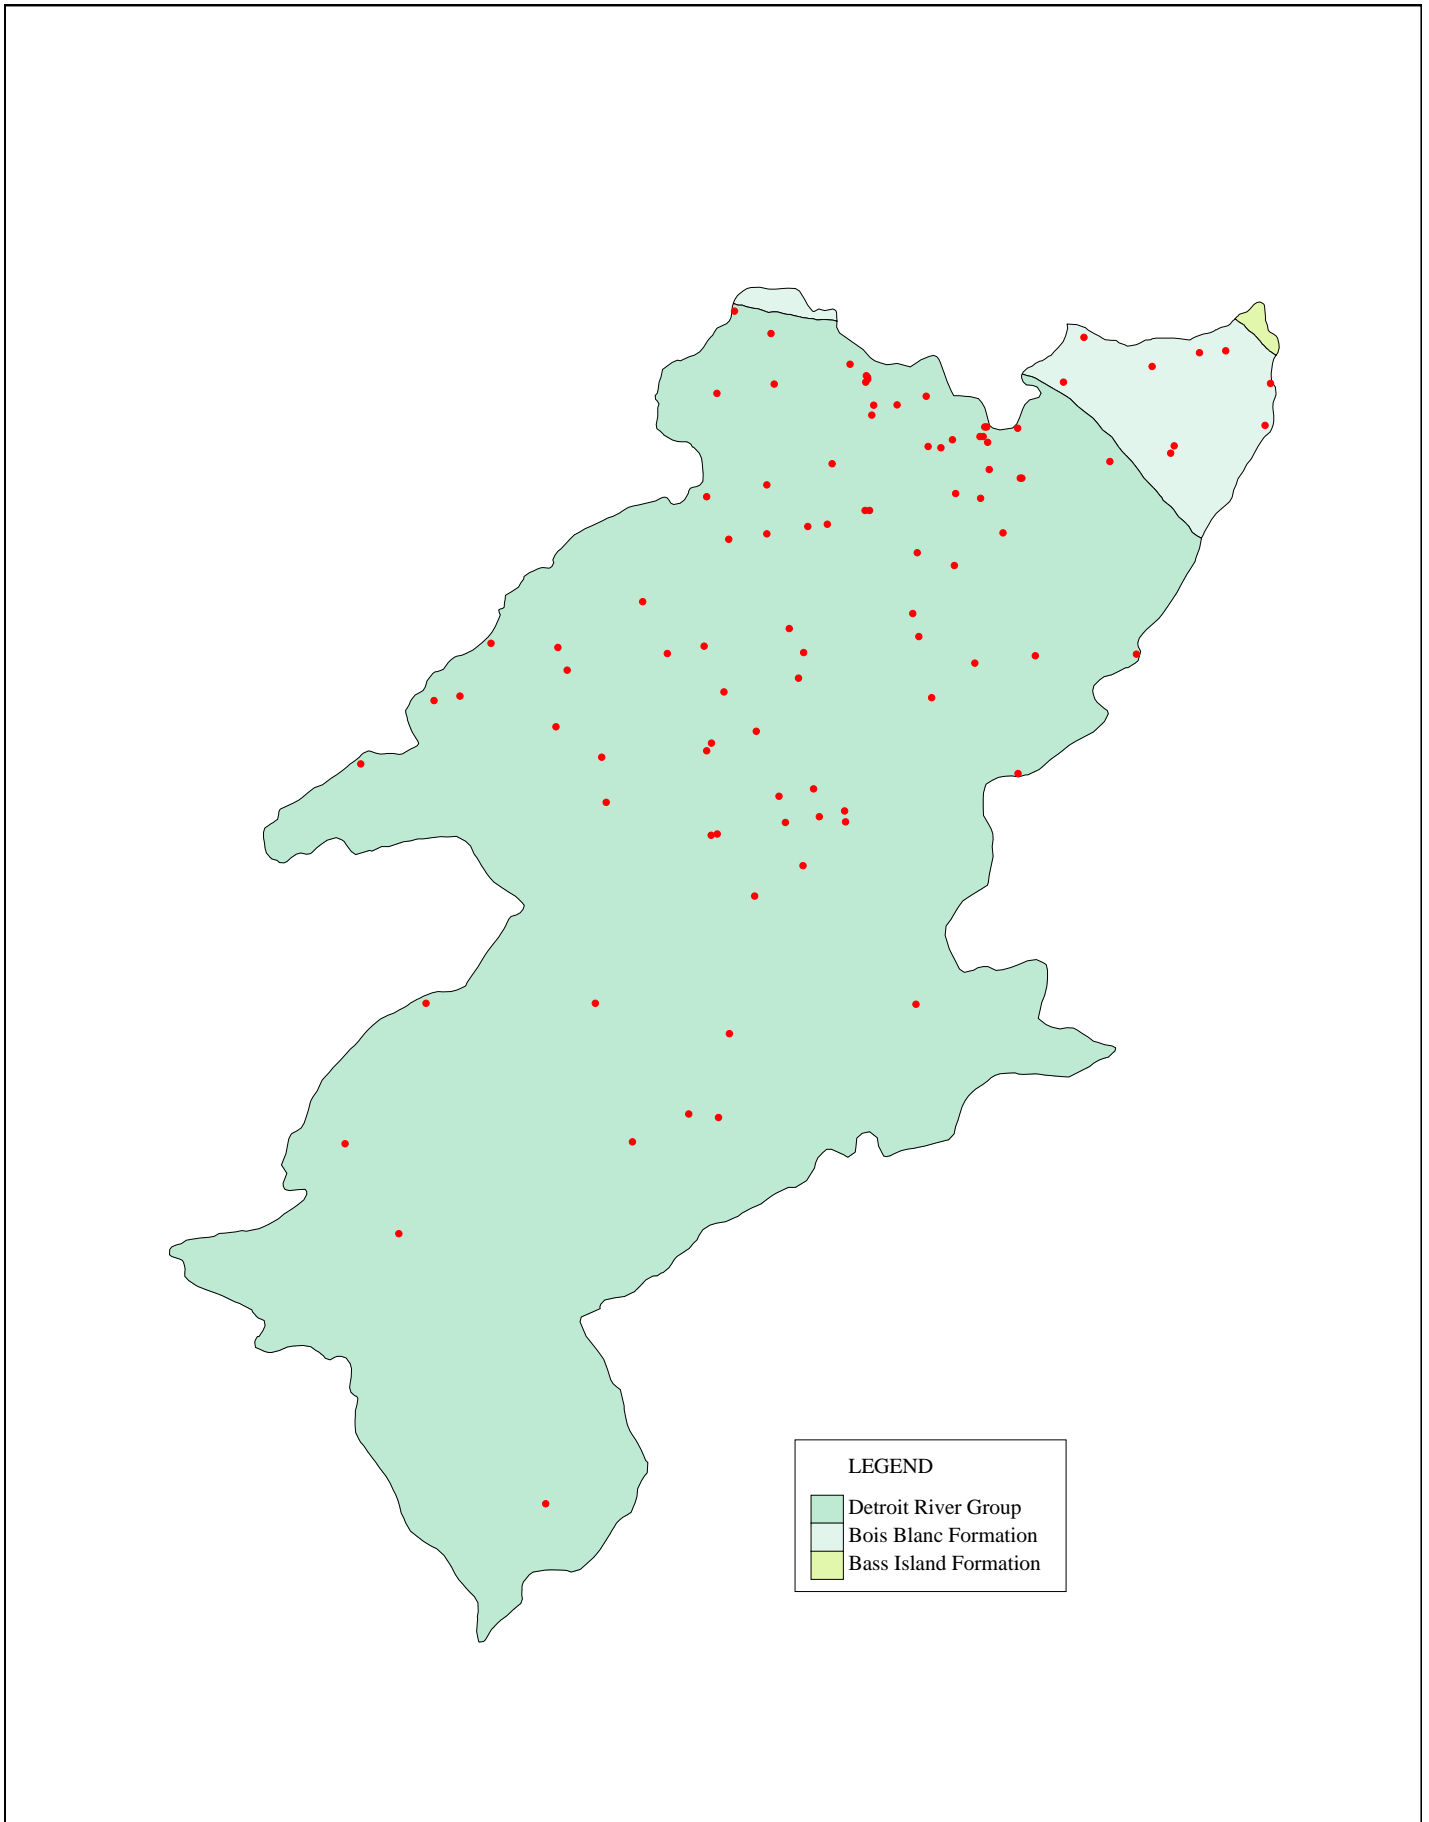 LEGEND
Detroit River Group
Bois Blanc Formation
Bass Island Formation